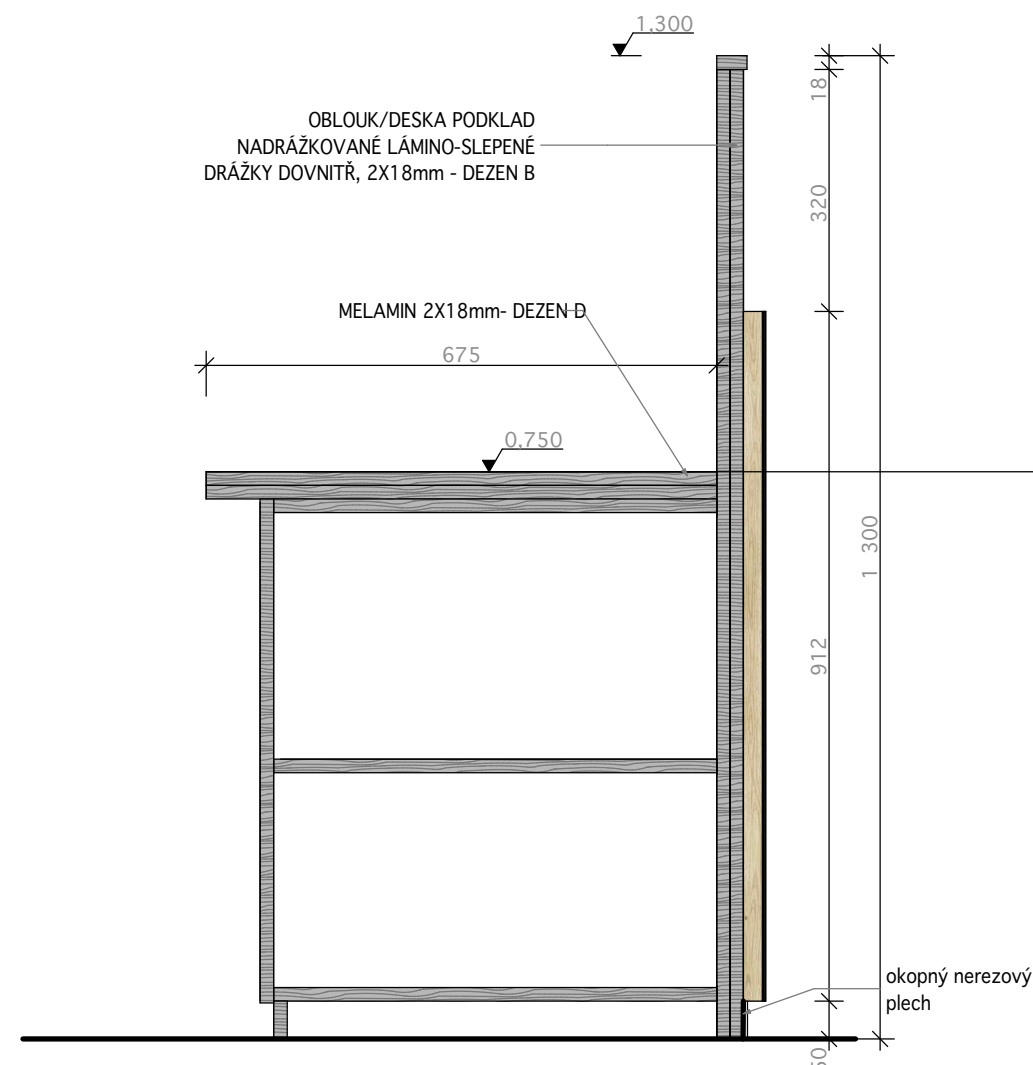 1,300
OBLOUK/DESKA PODKLAD
NADRÁŽKOVANÉ LÁMINO-SLEPENÉ
DRÁŽKY DOVNITŘ, 2X18mm - DEZEN B
18
320
MELAMIN 2X18mm- DEZEN D
675
0,750
1 300
912
okopný nerezový
plech